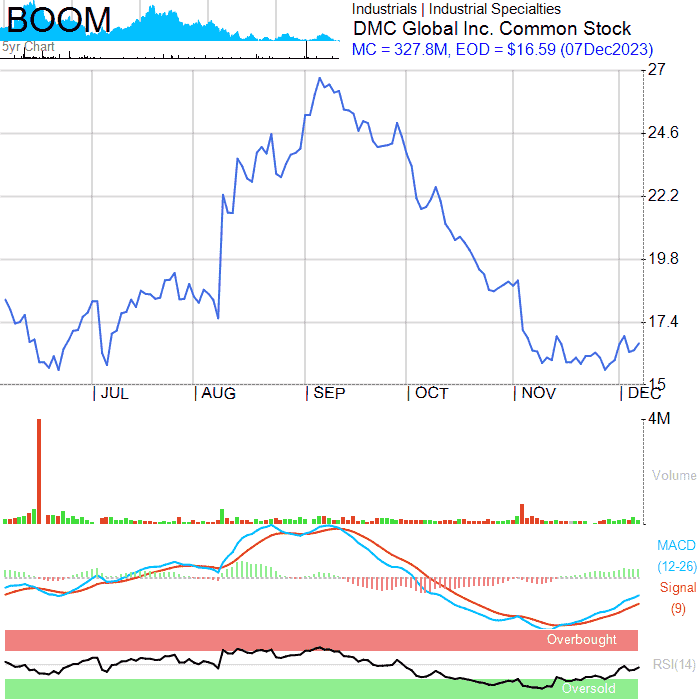 BOOM
5yr Chart
Industrials | Industrial Specialties
DMC Global Inc. Common Stock
MC = 327.8M, EOD = $16.59 (07Dec2023)
27
24.6
22.2
19.8
17.4
15
JUL
AUG
SEP
OCT
NOV
DEC
4M
Volume
MACD
(12-26)
Signal
(9)
Overbought
RSI(14)
Oversold